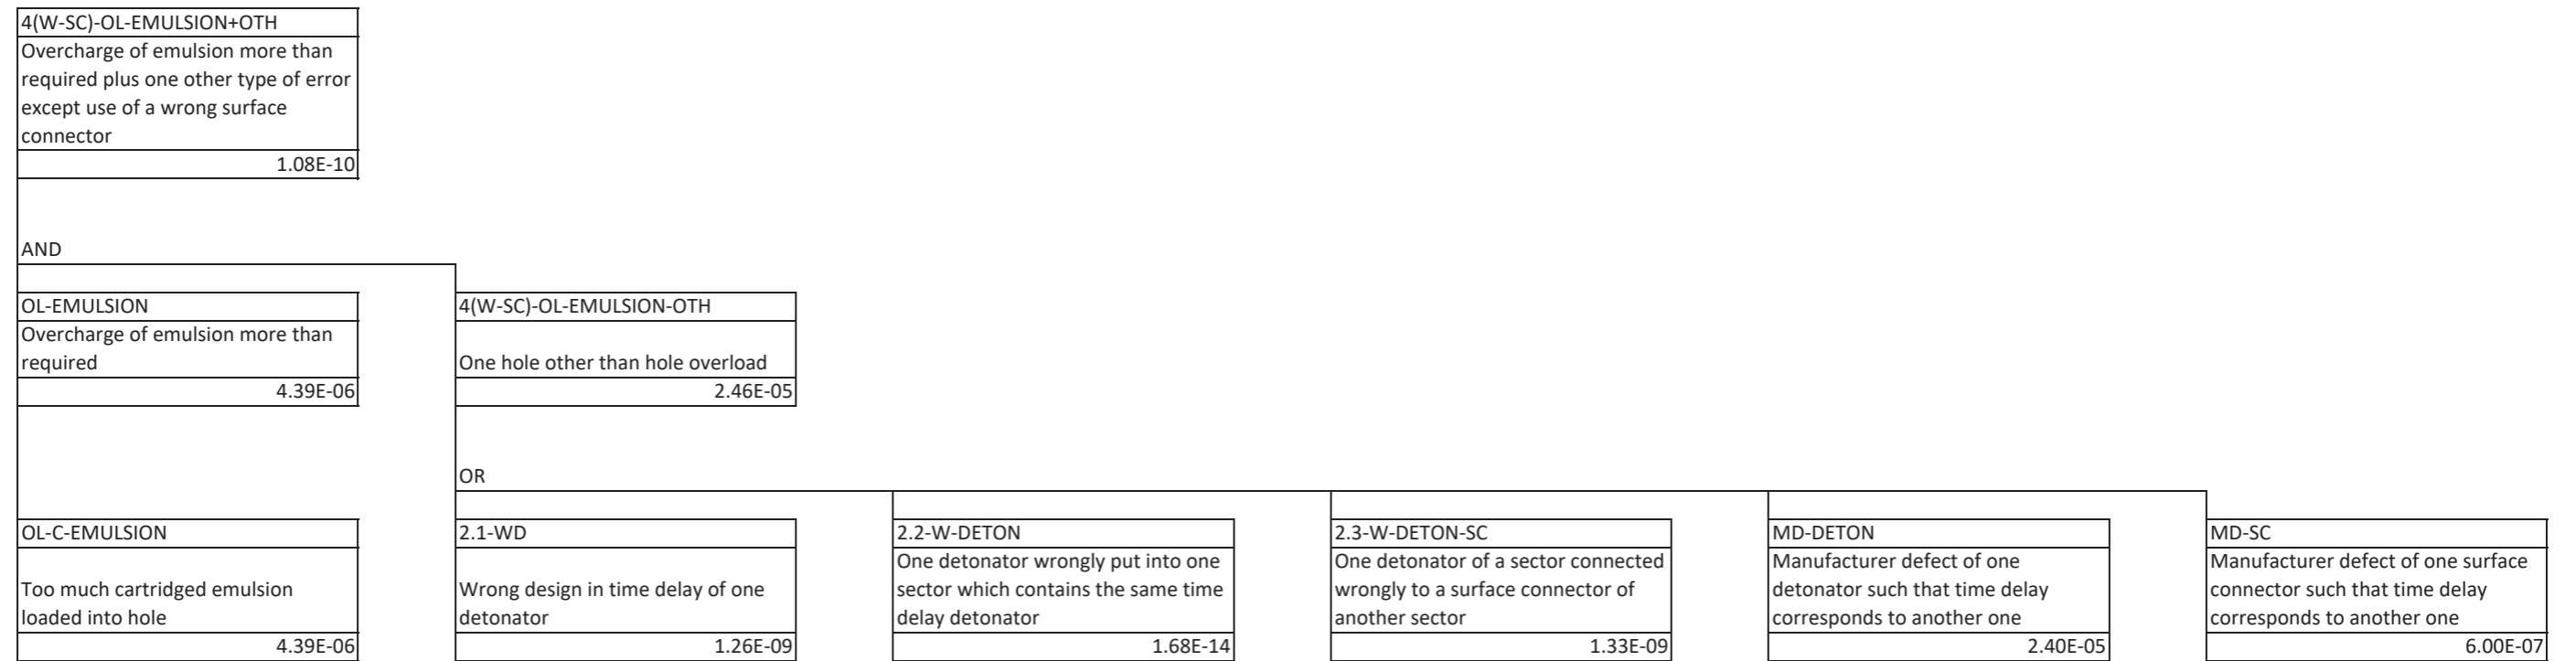 4(W-SC)-OL-EMULSION+OTH
Overcharge of emulsion more than
required plus one other type of error
except use of a wrong surface
connector
1.08E-10
AND
OL-EMULSION
Overcharge of emulsion more than
required
4.39E-06
4(W-SC)-OL-EMULSION-OTH
One hole other than hole overload
2.46E-05
OR
OL-C-EMULSION
Too much cartridged emulsion
loaded into hole
4.39E-06
2.1-WD
Wrong design in time delay of one
detonator
1.26E-09
2.2-W-DETON
One detonator wrongly put into one
sector which contains the same time
delay detonator
1.68E-14
2.3-W-DETON-SC
One detonator of a sector connected
wrongly to a surface connector of
another sector
1.33E-09
MD-DETON
Manufacturer defect of one
detonator such that time delay
corresponds to another one
2.40E-05
MD-SC
Manufacturer defect of one surface
connector such that time delay
corresponds to another one
6.00E-07